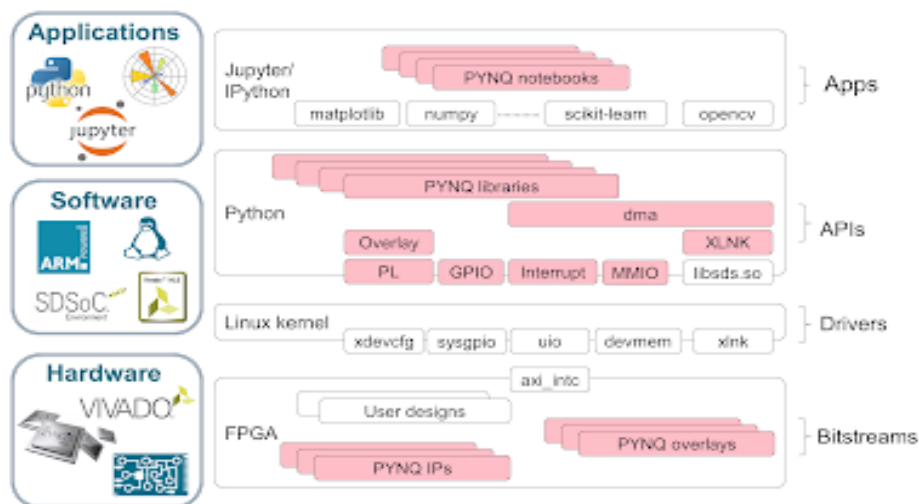 Applications
python
jupyter
Software
ARM
SDSoC
Environment
Hardware
VIVADO
Jupyter/
IPython
PYNQ notebooks
matplotlib
numpy
scikit-learn
opencv
Apps
Python
PYNQ libraries
dma
Overlay
XLNK
PL
GPIO
Interrupt
MMIO
libsds.so
APIs
Linux kernel
xdevcfg
sysgpio
uio
devmem
xlnk
Drivers
axi_intc
FPGA
User designs
PYNQ IPs
PYNQ overlays
Bitstreams